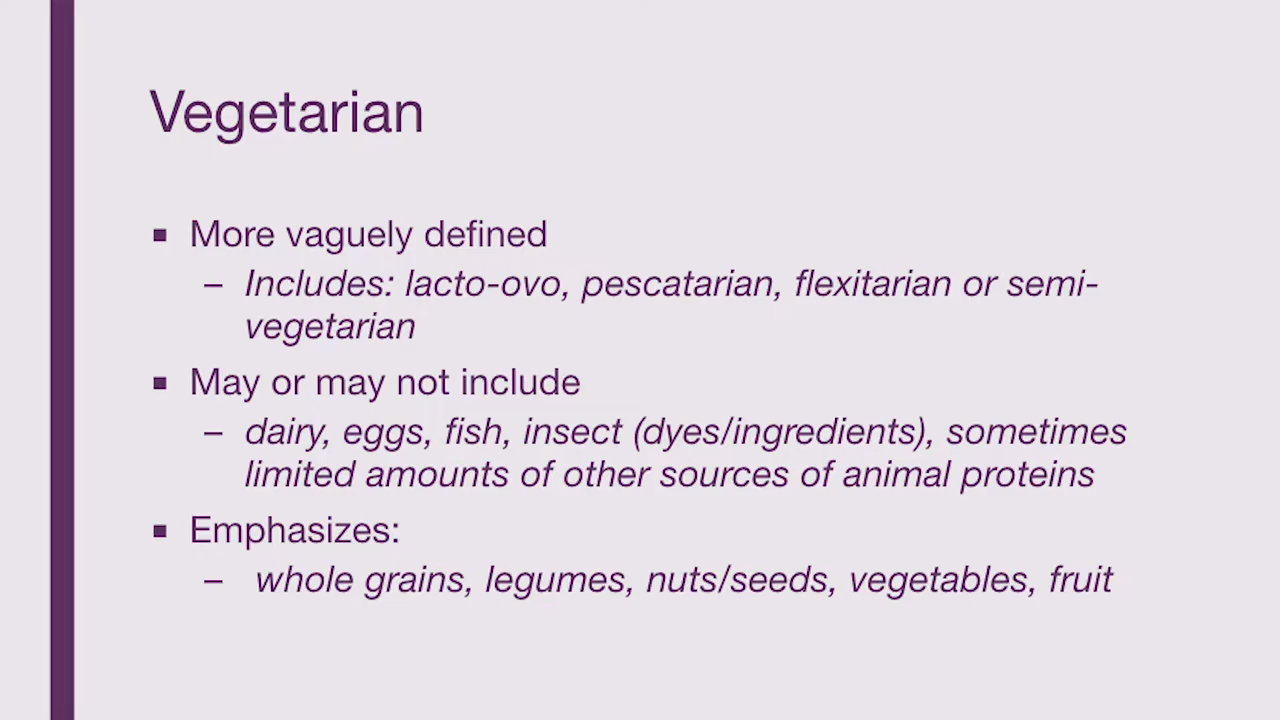 Vegetarian
▪ More vaguely defined
– Includes: lacto-ovo, pescatarian, flexitarian or semi-
vegetarian
▪ May or may not include
– dairy, eggs, fish, insect (dyes/ingredients), sometimes
limited amounts of other sources of animal proteins
▪ Emphasizes:
– whole grains, legumes, nuts/seeds, vegetables, fruit